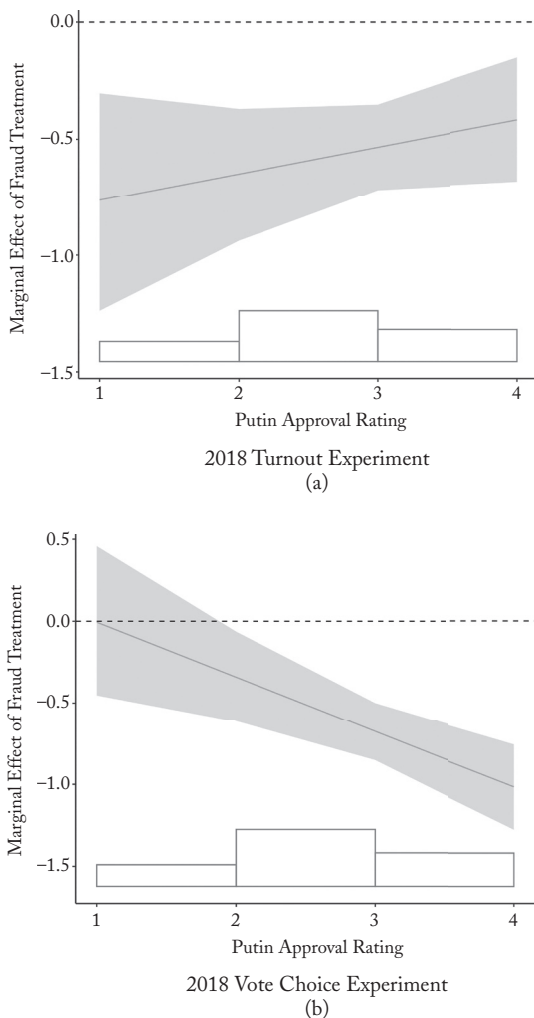 0.0
−0.5
−1.0
−1.5
Marginal Effect of Fraud Treatment
1 2 3 4
Putin Approval Rating
2018 Turnout Experiment
(a)
0.5
0.0
−0.5
−1.0
−1.5
Marginal Effect of Fraud Treatment
1 2 3 4
Putin Approval Rating
2018 Vote Choice Experiment
(b)